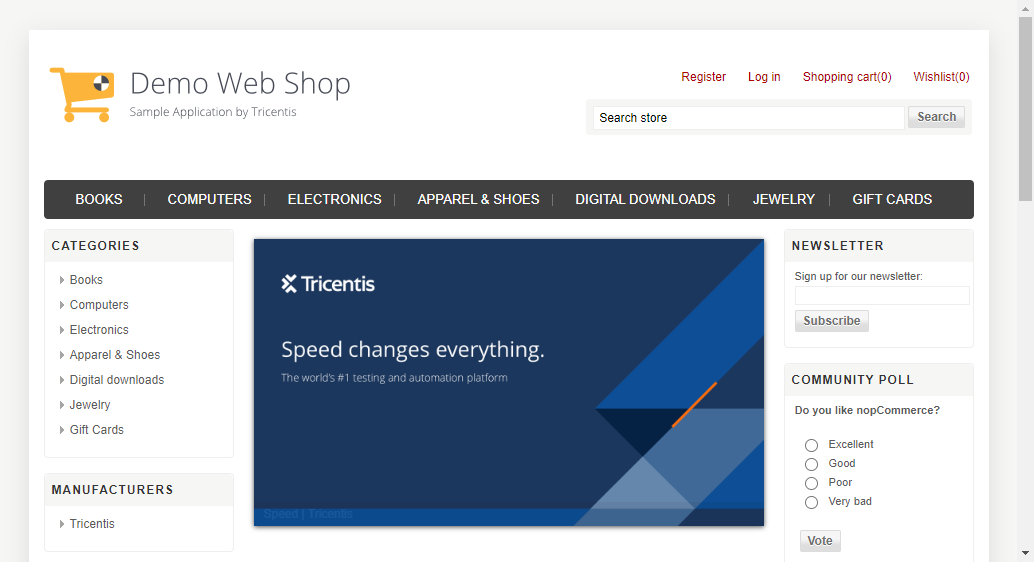 Demo Web Shop
Sample Application by Tricentis
Register Log in Shopping cart(0) Wishlist(0)
Search store Search
BOOKS COMPUTERS ELECTRONICS APPAREL & SHOES DIGITAL DOWNLOADS JEWELRY GIFT CARDS
CATEGORIES
Books
Computers
Electronics
Apparel & Shoes
Digital downloads
Jewelry
Gift Cards
MANUFACTURERS
Tricentis
Tricentis
Speed changes everything.
The world's #1 testing and automation platform
Speed | Tricentis
NEWSLETTER
Sign up for our newsletter:
Subscribe
COMMUNITY POLL
Do you like nopCommerce?
Excellent
Good
Poor
Very bad
Vote